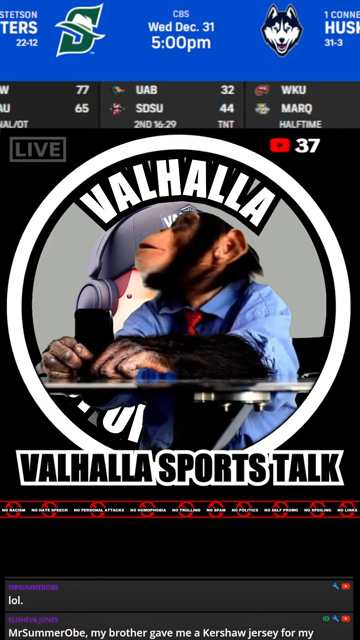 STETSON
TERS
22-12
CBS
Wed Dec. 31
5:00pm
1 CONNE
HUSK
31-3
W 77
AU 65
NAL/OT
UAB 32
SDSU 44
2ND 16:29 TNT
WKU
MARQ
HALFTIME
LIVE
37
VALHALLA
VALHALLA SPORTS TALK
NO RACISM NO HATE SPEECH NO PERSONAL ATTACKS NO HOMOPHOBIA NO TROLLING NO SPAM NO POLITICS NO SELF PROMO NO SPOILING NO LINKS
MRSUMMEROBE
lol.
ELISHEVA JONES
MrSummerObe, my brother gave me a Kershaw jersey for my